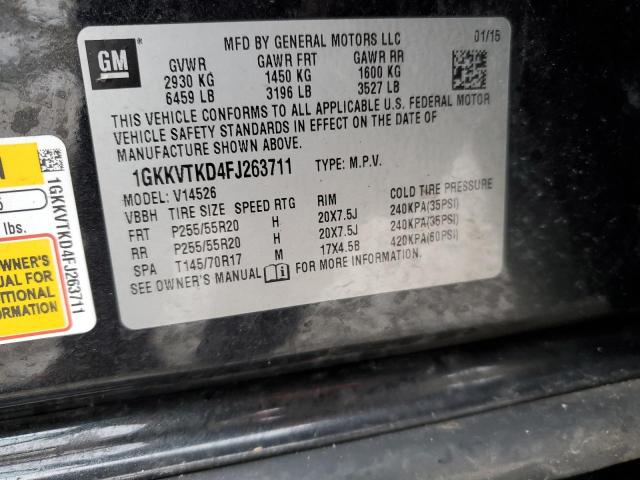 GM
MFD BY GENERAL MOTORS LLC 01/15
GVWR GAWR FRT GAWR RR
2930 KG 1450 KG 1600 KG
6459 LB 3196 LB 3527 LB
THIS VEHICLE CONFORMS TO ALL APPLICABLE U.S. FEDERAL MOTOR
VEHICLE SAFETY STANDARDS IN EFFECT ON THE DATE OF
MANUFACTURE SHOWN ABOVE.
1GKKVTKD4FJ263711 TYPE: M.P.V.
MODEL: V14526
VBBH TIRE SIZE SPEED RTG RIM COLD TIRE PRESSURE
FRT P255/55R20 H 20X7.5J 240KPA(35PSI)
RR P255/55R20 H 20X7.5J 240KPA(35PSI)
SPA T145/70R17 M 17X4.5B 420KPA(60PSI)
SEE OWNER'S MANUAL FOR MORE INFORMATION.
N
lbs.
OWNER'S
UAL FOR
ITIONAL
RMATION
1GKKVTKD4FJ263711